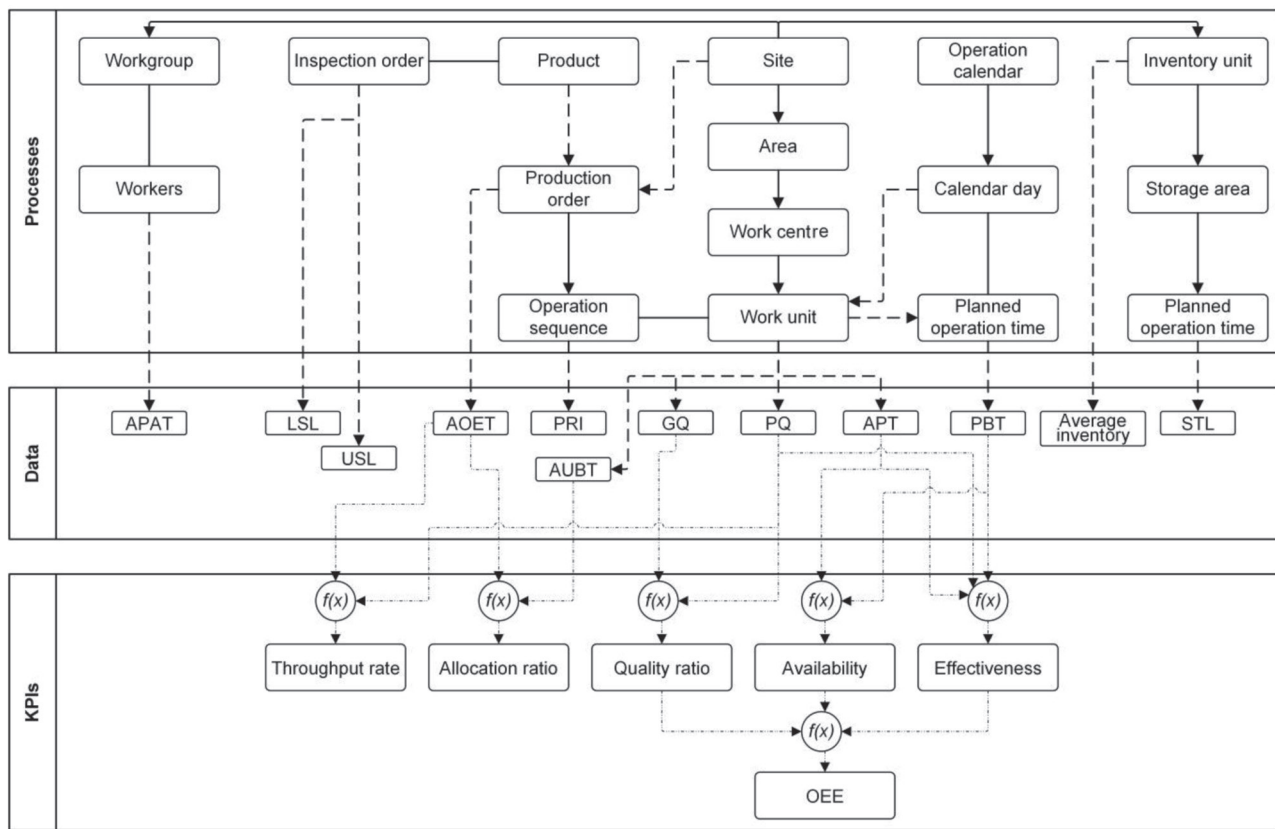 Processes
Workgroup
Inspection order
Product
Site
Operation
calendar
Inventory unit
Area
Workers
Production
order
Calendar day
Storage area
Work centre
Operation
sequence
Work unit
Planned
operation time
Planned
operation time
Data
APAT
LSL
USL
AOET
PRI
AUBT
GQ
PQ
APT
PBT
Average
inventory
STL
KPIs
f(x)
f(x)
f(x)
f(x)
f(x)
Throughput rate
Allocation ratio
Quality ratio
Availability
Effectiveness
f(x)
OEE